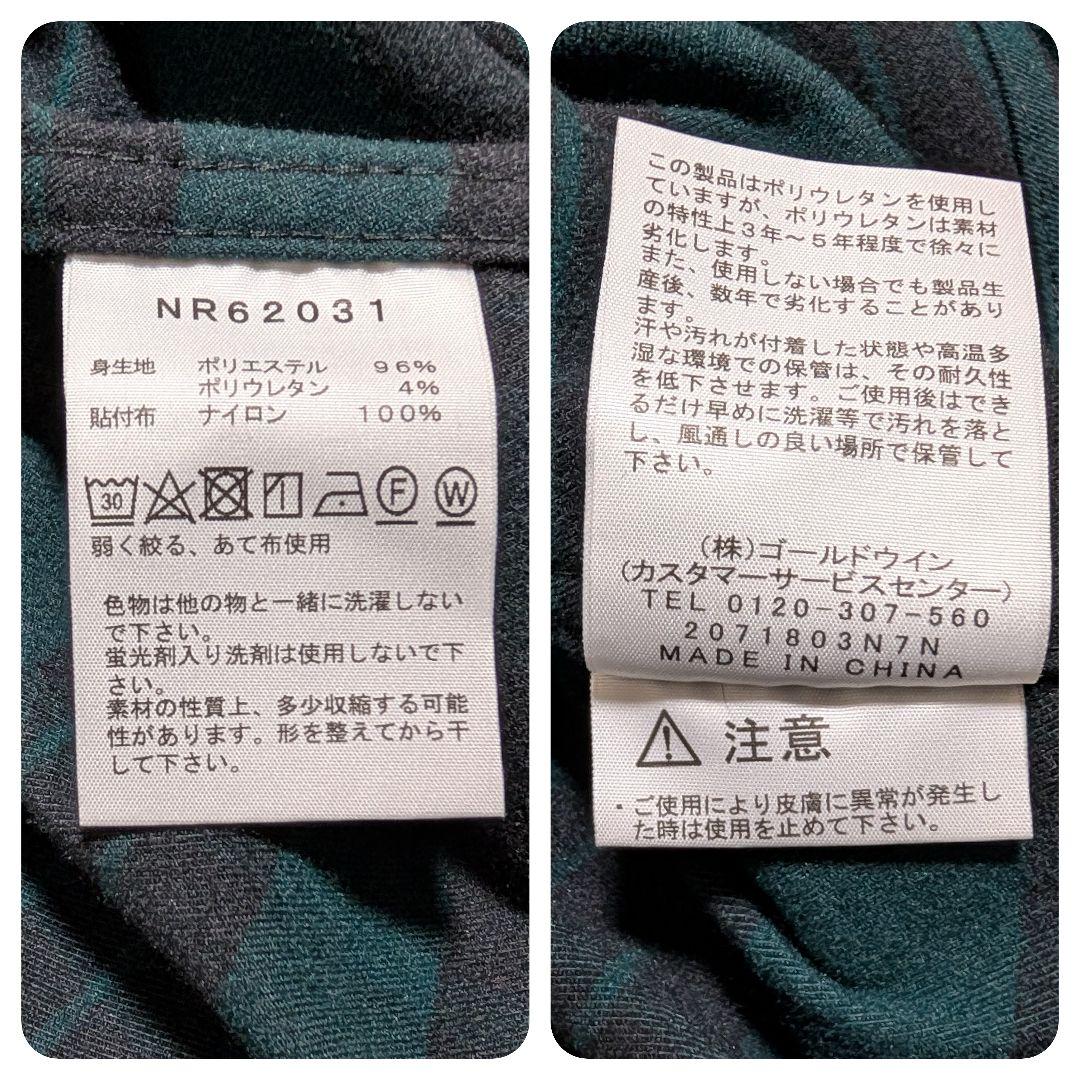 NR62031
身生地 ポリエステル 96%
ポリウレタン 4%
貼付布 ナイロン 100%
30 F W
弱く絞る、あて布使用
色物は他の物と一緒に洗濯しない
で下さい。
蛍光剤入り洗剤は使用しないで下
さい。
素材の性質上、多少収縮する可能
性があります。形を整えてから干
して下さい。
この製品はポリウレタンを使用し
ていますが、ポリウレタンは素材
の特性上3年〜5年程度で徐々に
劣化します。
また、使用しない場合でも製品生
産後、数年で劣化することがあり
ます。
汗や汚れが付着した状態や高温多
湿な環境での保管は、その耐久性
を低下させます。ご使用後はでき
るだけ早めに洗濯等で汚れを落と
し、風通しの良い場所で保管して
下さい。
(株)ゴールドウイン
(カスタマーサービスセンター)
TEL 0120-307-560
2071803N7N
MADE IN CHINA
注意
・ご使用により皮膚に異常が発生し
た時は使用を止めて下さい。